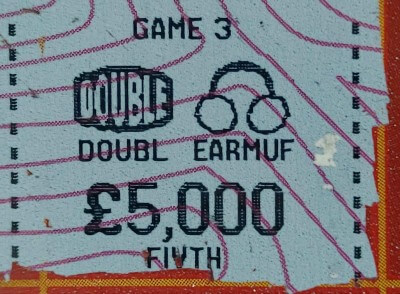 GAME 3
DOUBLE
DOUBL EARMUF
£5,000
FIVTH